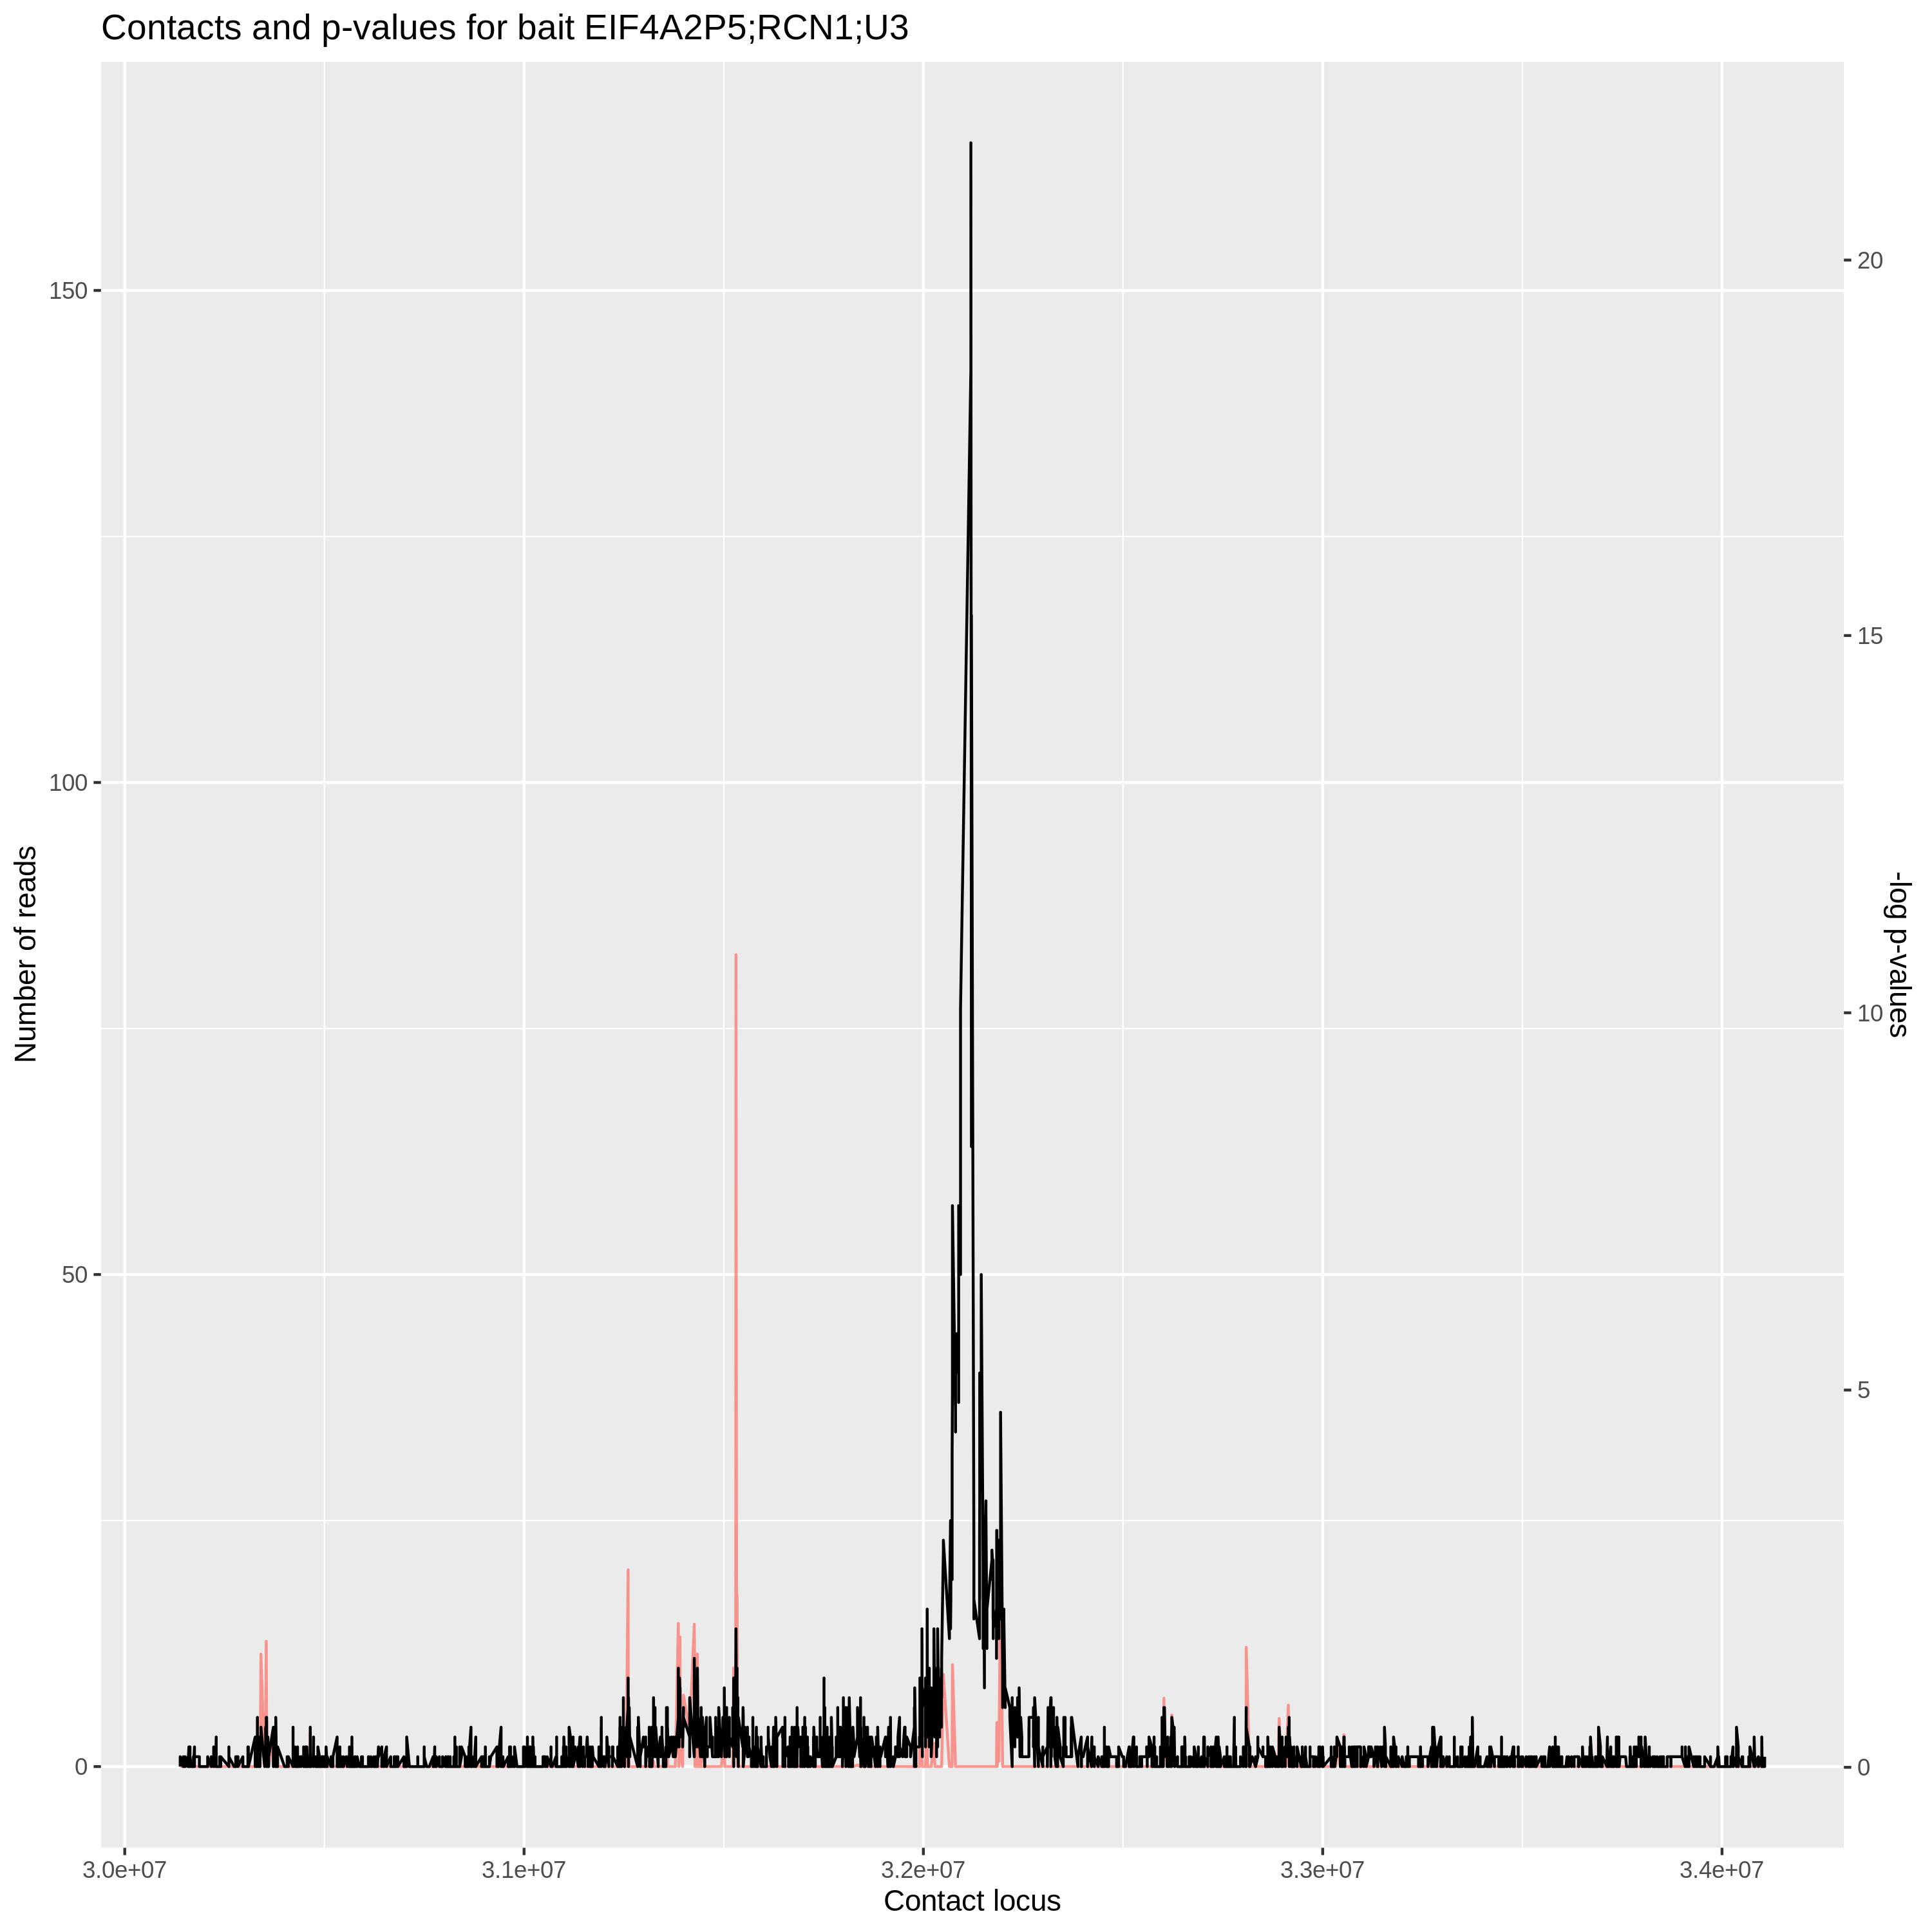 Contacts and p-values for bait EIF4A2P5;RCN1;U3
150
100
50
0
Number of reads
20
15
10
5
0
-log p-values
3.0e+07
3.1e+07
3.2e+07
3.3e+07
3.4e+07
Contact locus